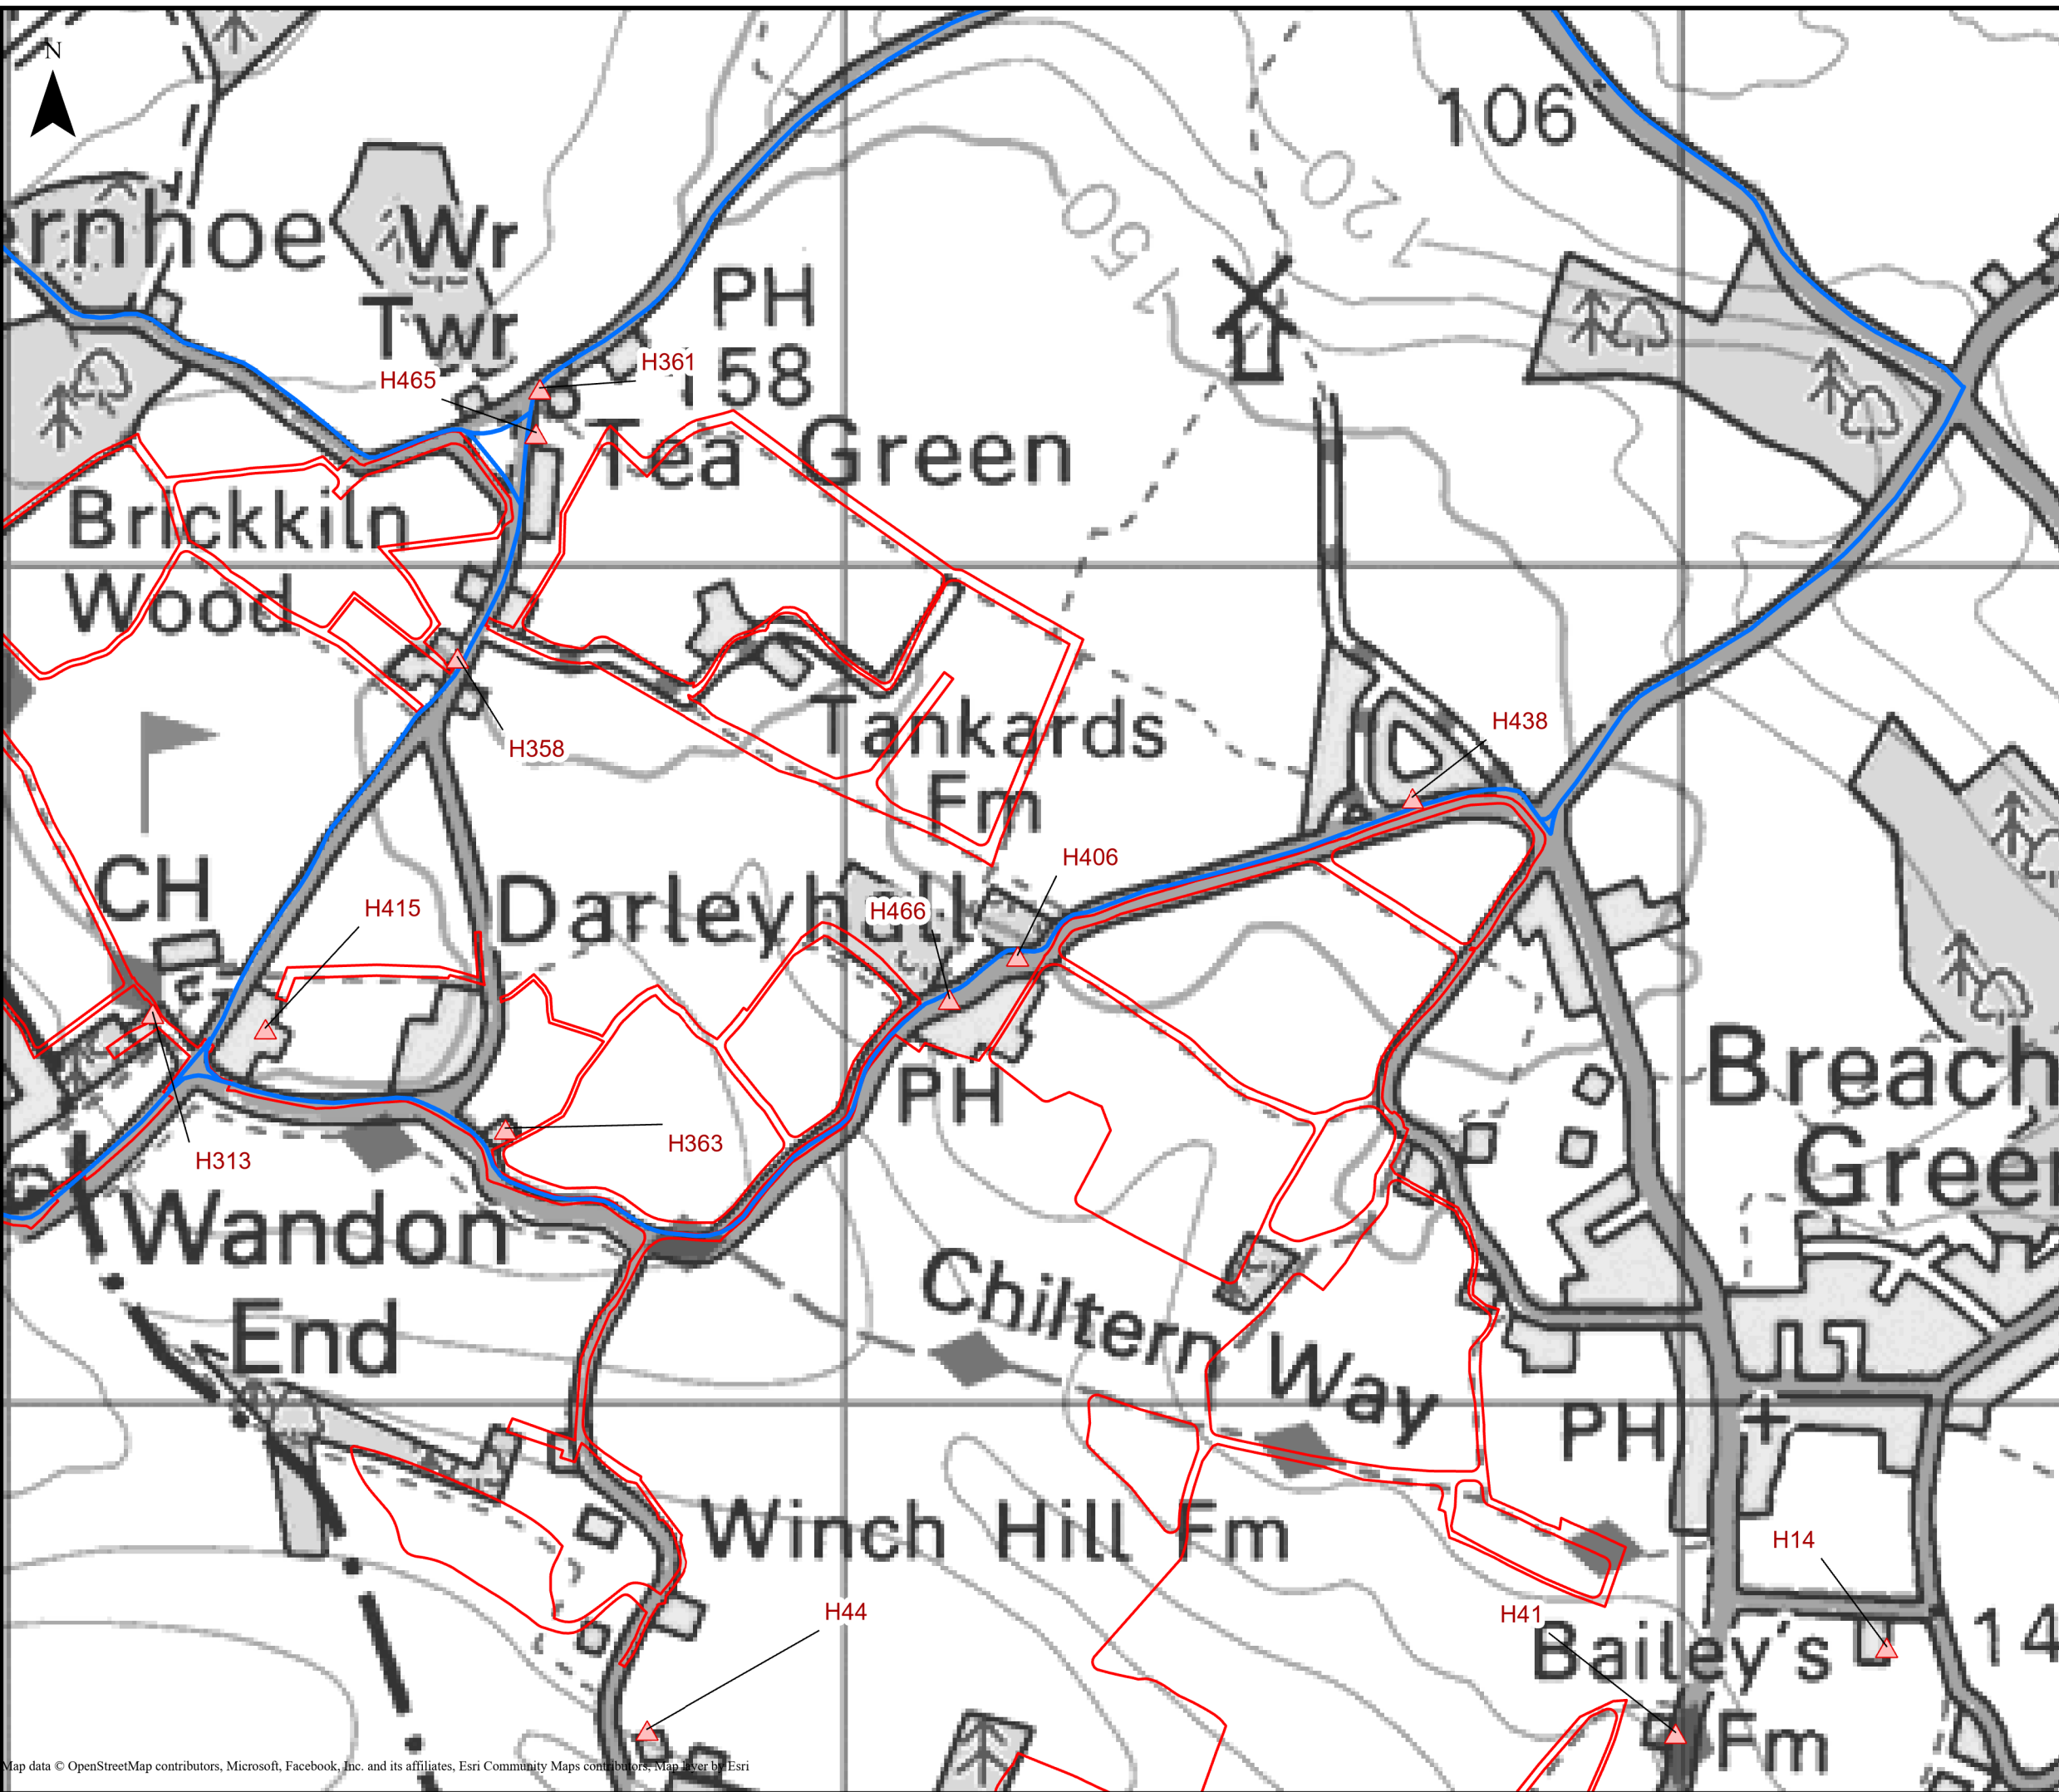 N
106
120
150
ernhoe
Wr
Twr
PH
158
H361
H465
Tea Green
Brickkiln
Wood
H358
Tankards
Fm
H438
CH
H415
Darleyhall
H466
H406
PH
H363
H313
Breach
Green
Wandon
End
Chiltern Way
PH
Winch Hill Fm
H14
H41
H44
Bailey's
Fm
14
Map data © OpenStreetMap contributors, Microsoft, Facebook, Inc. and its affiliates, Esri Community Maps contributors, Map layer by Esri